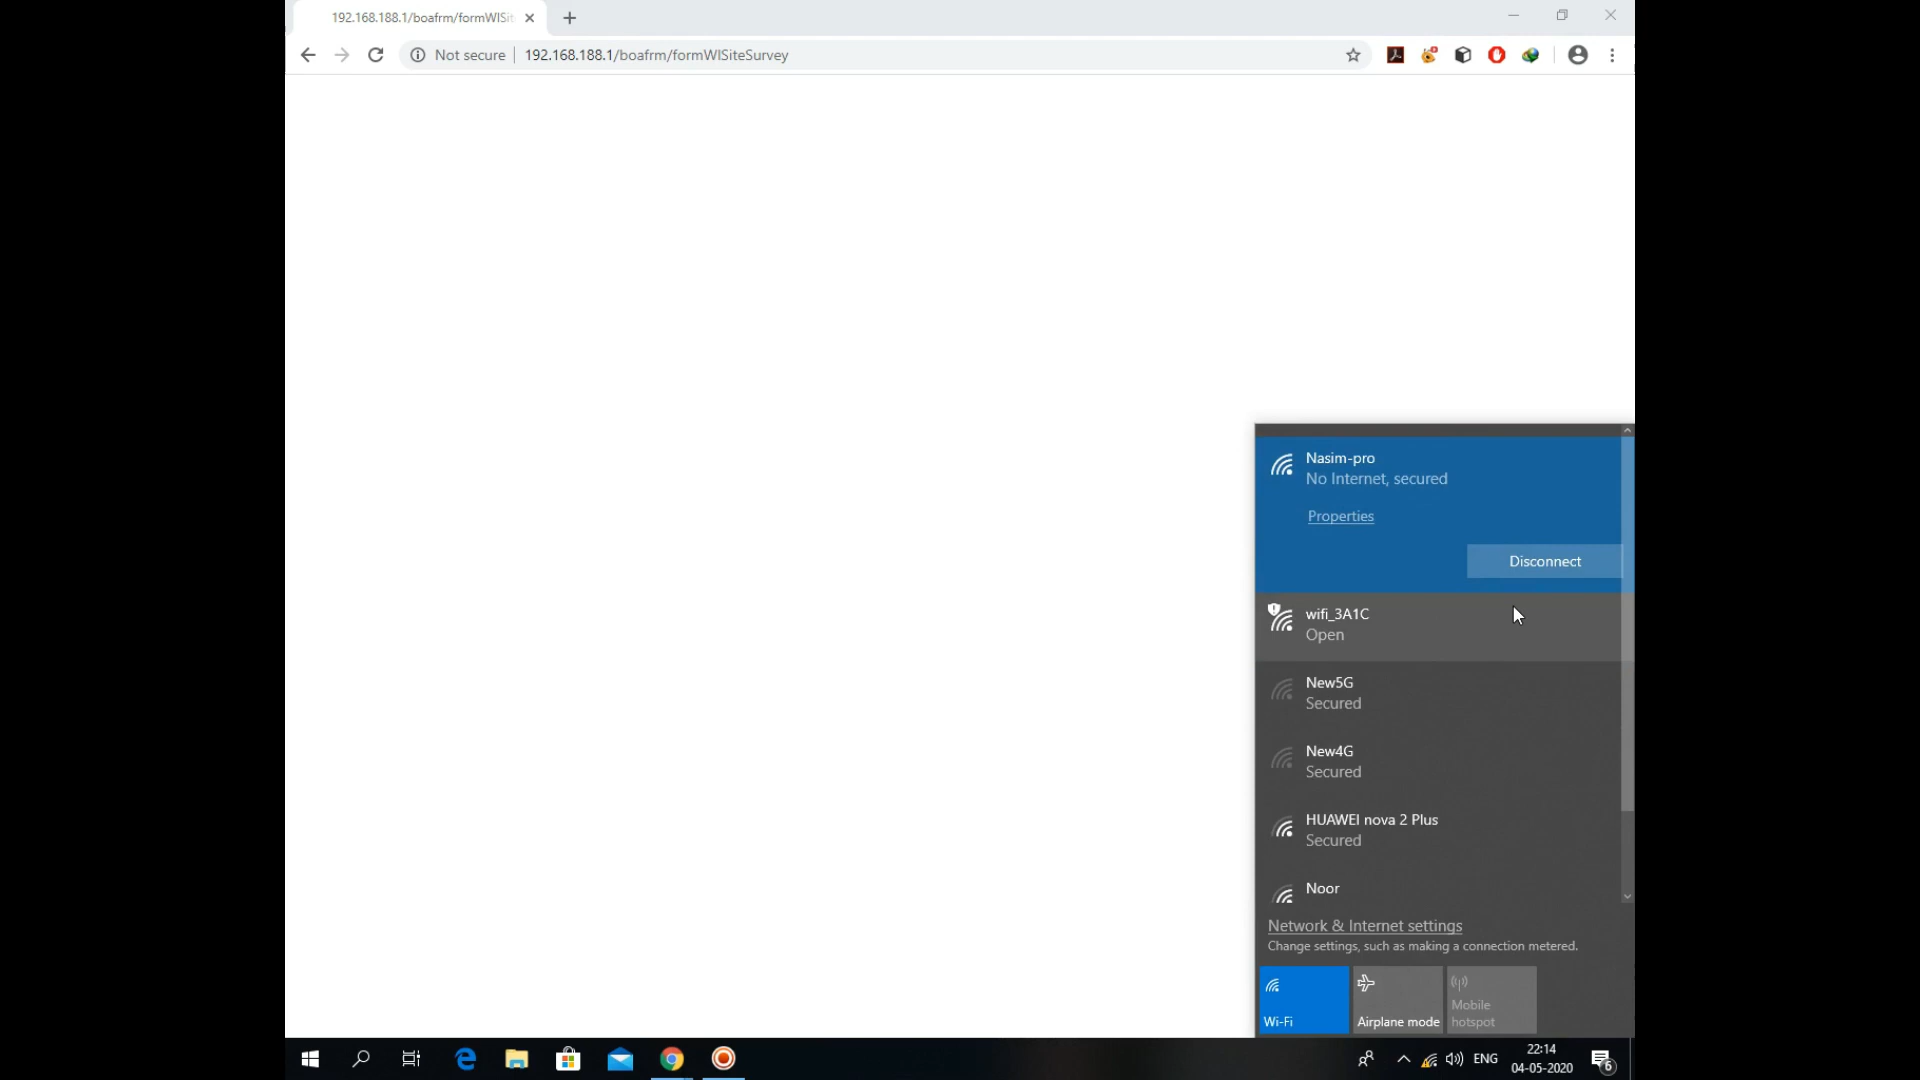 192.168.188.1/boafrm/formWlSit
Not secure
192.168.188.1/boafrm/formWlSiteSurvey
Nasim-pro
No Internet, secured
Properties
Disconnect
wifi_3A1C
Open
New5G
Secured
New4G
Secured
HUAWEI nova 2 Plus
Secured
Noor
Network & Internet settings
Change settings, such as making a connection metered.
Wi-Fi
Airplane mode
Mobile
hotspot
ENG
22:14
04-05-2020
6